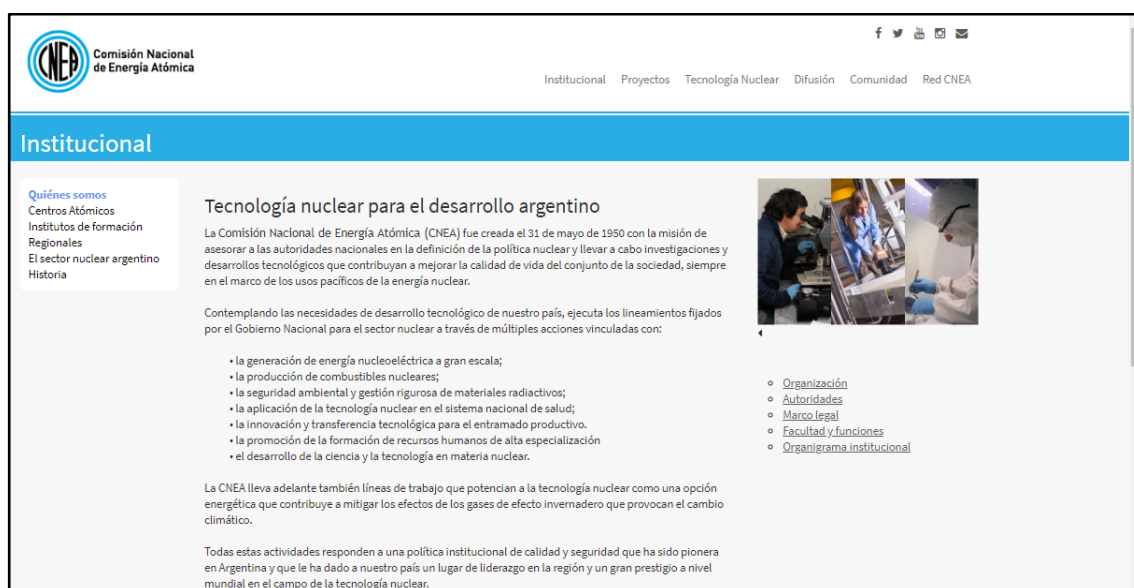 CNEA
Comisión Nacional
de Energía Atómica
Institucional Proyectos Tecnología Nuclear Difusión Comunidad Red CNEA
Institucional
Quiénes somos
Centros Atómicos
Institutos de formación
Regionales
El sector nuclear argentino
Historia
Tecnología nuclear para el desarrollo argentino
La Comisión Nacional de Energía Atómica (CNEA) fue creada el 31 de mayo de 1950 con la misión de
asesorar a las autoridades nacionales en la definición de la política nuclear y llevar a cabo investigaciones y
desarrollos tecnológicos que contribuyan a mejorar la calidad de vida del conjunto de la sociedad, siempre
en el marco de los usos pacíficos de la energía nuclear.
Contemplando las necesidades de desarrollo tecnológico de nuestro país, ejecuta los lineamientos fijados
por el Gobierno Nacional para el sector nuclear a través de múltiples acciones vinculadas con:
• la generación de energía nucleoeléctrica a gran escala;
• la producción de combustibles nucleares;
• la seguridad ambiental y gestión rigurosa de materiales radiactivos;
• la aplicación de la tecnología nuclear en el sistema nacional de salud;
• la innovación y transferencia tecnológica para el entramado productivo.
• la promoción de la formación de recursos humanos de alta especialización
• el desarrollo de la ciencia y la tecnología en materia nuclear.
La CNEA lleva adelante también líneas de trabajo que potencian a la tecnología nuclear como una opción
energética que contribuye a mitigar los efectos de los gases de efecto invernadero que provocan el cambio
climático.
Todas estas actividades responden a una política institucional de calidad y seguridad que ha sido pionera
en Argentina y que le ha dado a nuestro país un lugar de liderazgo en la región y un gran prestigio a nivel
mundial en el campo de la tecnología nuclear.
Organización
Autoridades
Marco legal
Facultad y funciones
Organigrama institucional